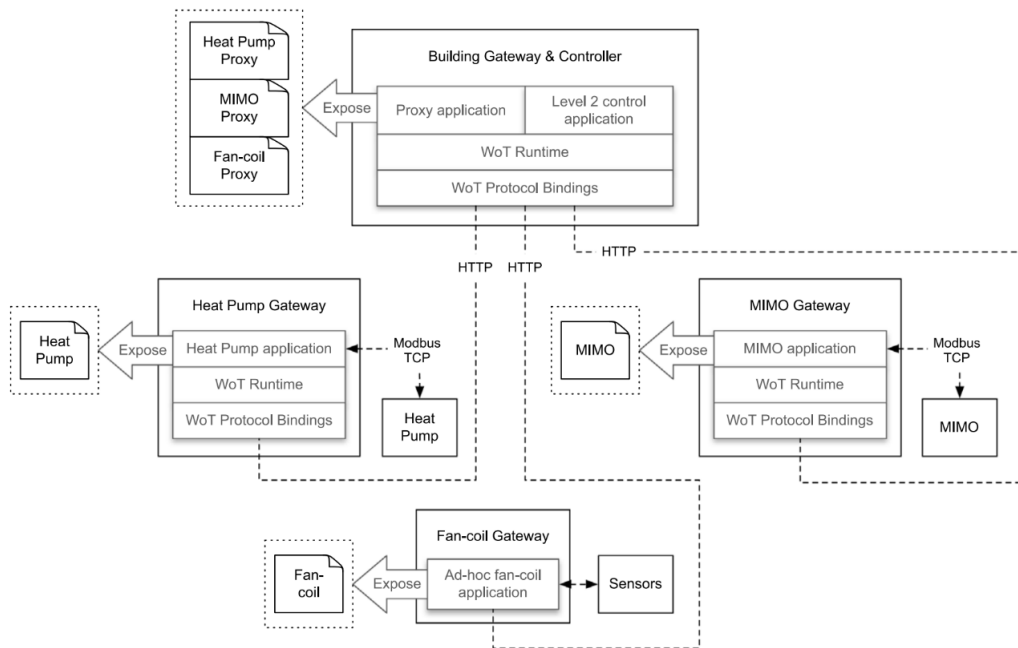 Heat Pump
Proxy
MIMO
Proxy
Fan-coil
Proxy
Expose
Building Gateway & Controller
Proxy application
Level 2 control
application
WoT Runtime
WoT Protocol Bindings
HTTP
HTTP
HTTP
Heat
Pump
Expose
Heat Pump Gateway
Heat Pump application
WoT Runtime
WoT Protocol Bindings
Modbus
TCP
Heat
Pump
MIMO
Expose
MIMO Gateway
MIMO application
WoT Runtime
WoT Protocol Bindings
Modbus
TCP
MIMO
Fan-
coil
Expose
Fan-coil Gateway
Ad-hoc fan-coil
application
Sensors